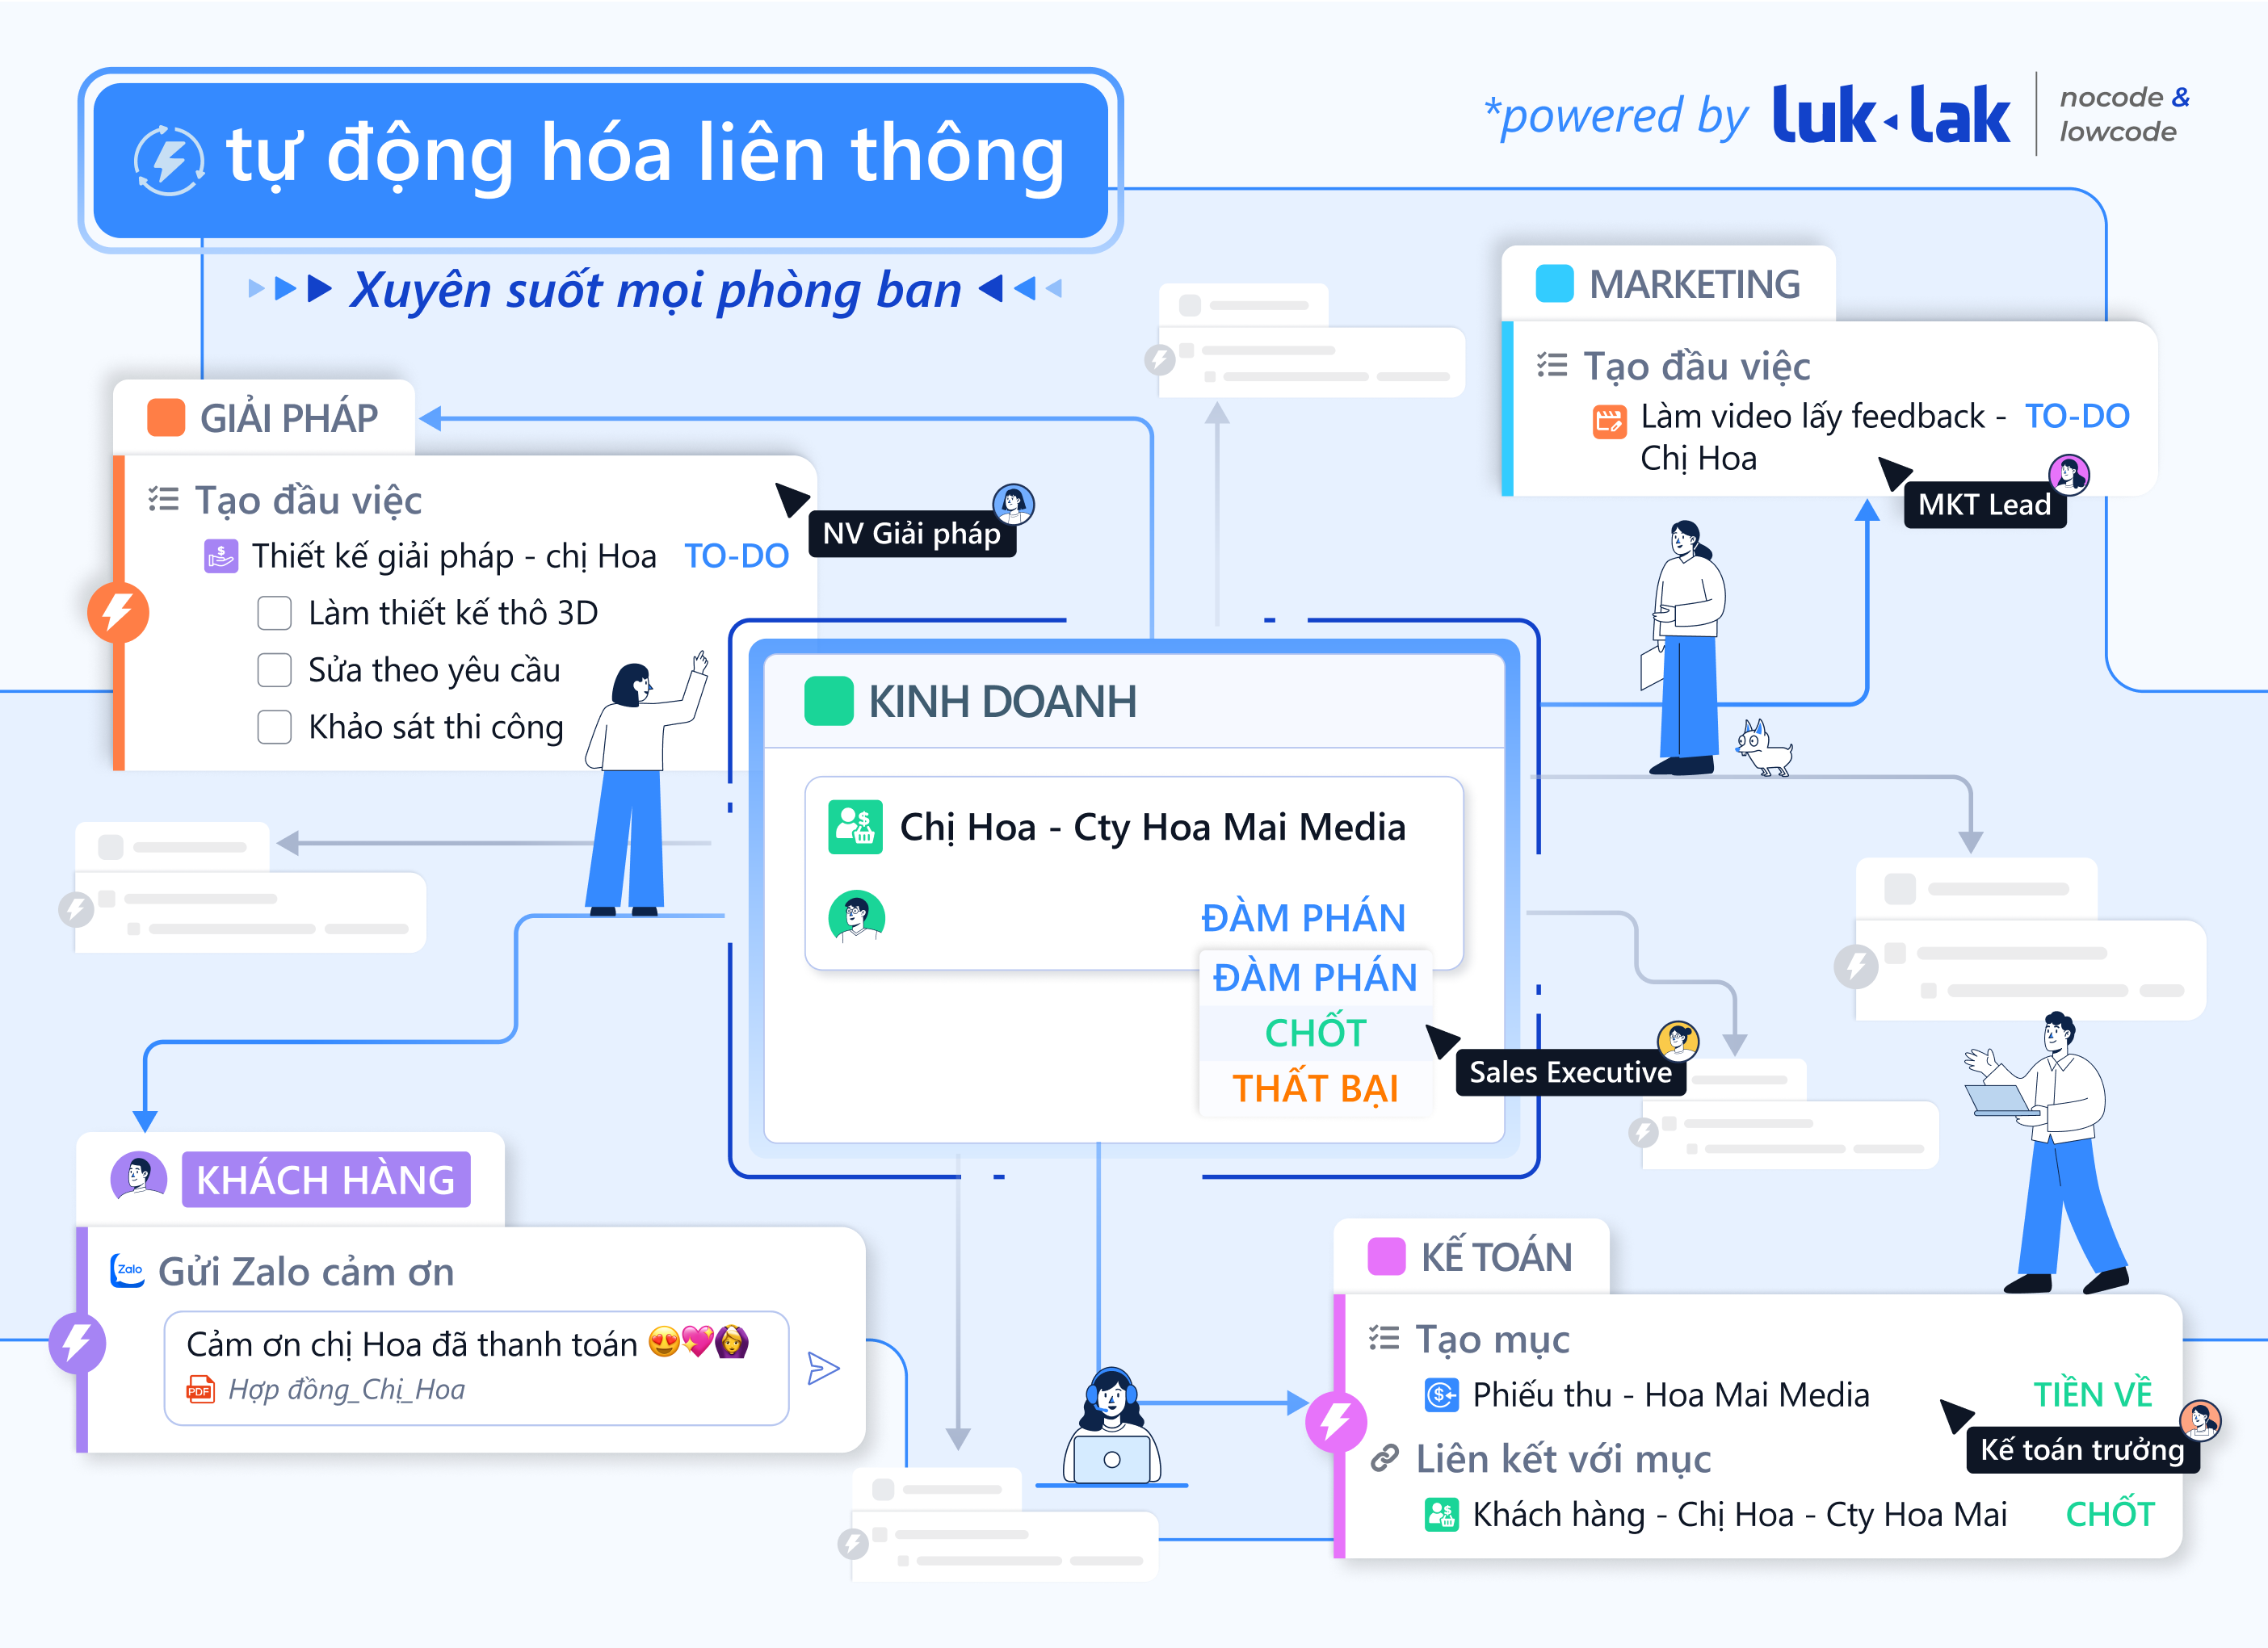 tự động hóa liên thông
Xuyên suốt mọi phòng ban
*powered by luk lak
nocode &
lowcode
MARKETING
Tạo đầu việc
Làm video lấy feedback - TO-DO
Chị Hoa
MKT Lead
GIẢI PHÁP
Tạo đầu việc
Thiết kế giải pháp - chị Hoa TO-DO
Làm thiết kế thô 3D
Sửa theo yêu cầu
Khảo sát thi công
NV Giải pháp
KINH DOANH
Chị Hoa - Cty Hoa Mai Media
ĐÀM PHÁN
ĐÀM PHÁN
CHỐT
THẤT BẠI
Sales Executive
KHÁCH HÀNG
Zalo
Gửi Zalo cảm ơn
Cảm ơn chị Hoa đã thanh toán 😍💖🙆‍♀️
PDF
Hợp đồng_Chị_Hoa
KẾ TOÁN
Tạo mục
Phiếu thu - Hoa Mai Media TIỀN VỀ
Kế toán trưởng
Liên kết với mục
Khách hàng - Chị Hoa - Cty Hoa Mai CHỐT